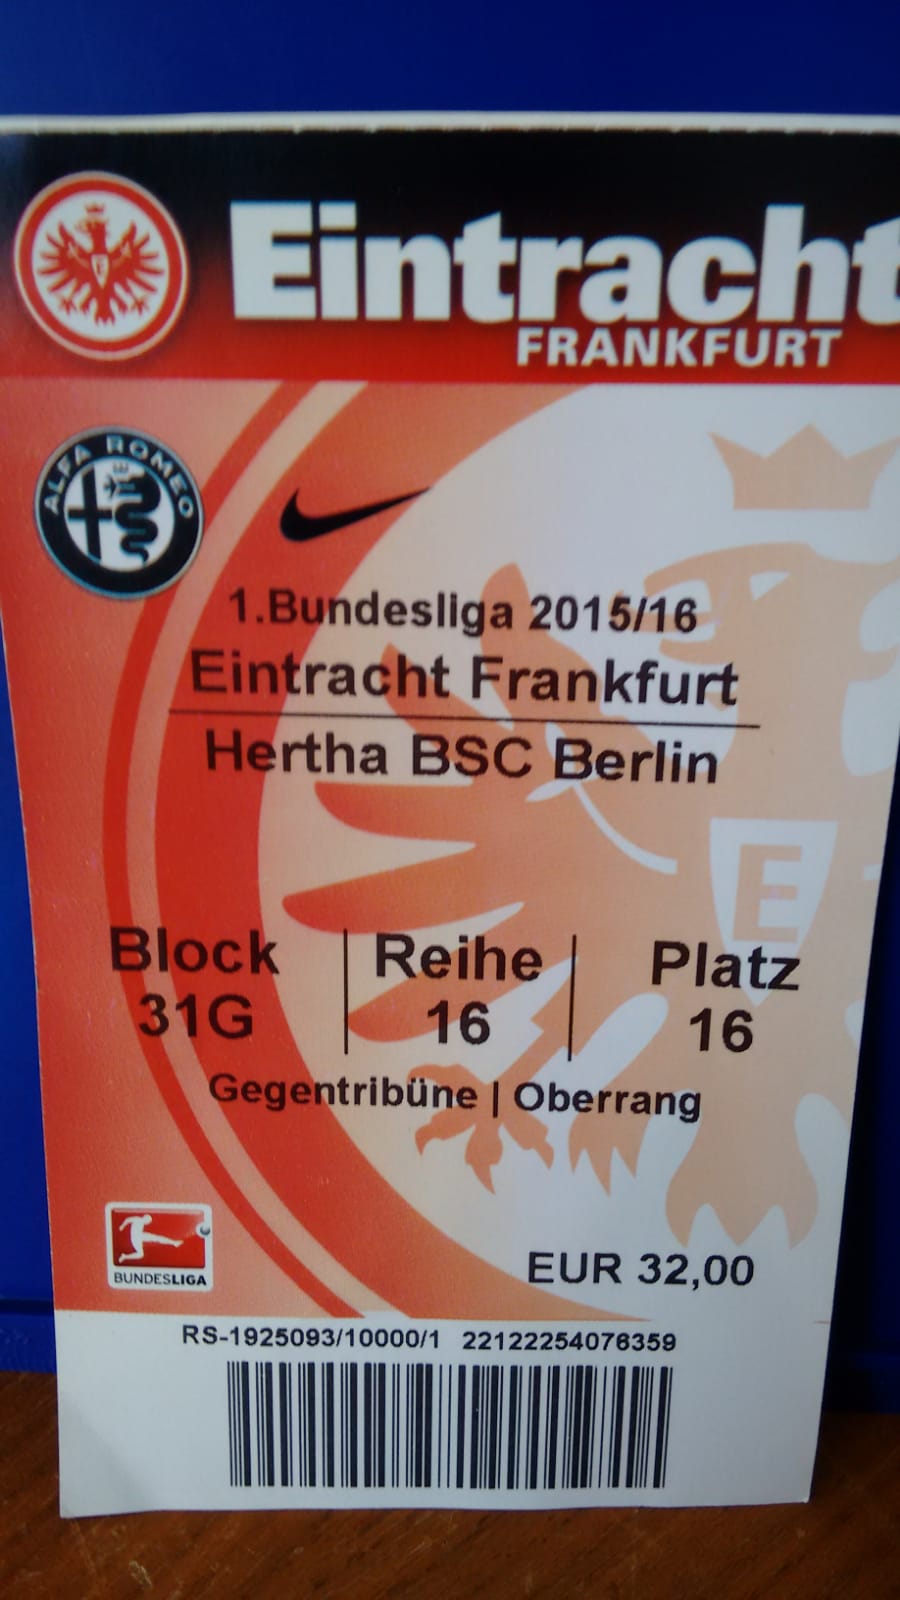 Eintracht
FRANKFURT
ALFA ROMEO
1.Bundesliga 2015/16
Eintracht Frankfurt
Hertha BSC Berlin
E
Block
31G
Reihe
16
Platz
16
Gegentribüne | Oberrang
BUNDESLIGA
EUR 32,00
RS-1925093/10000/1 22122254076359